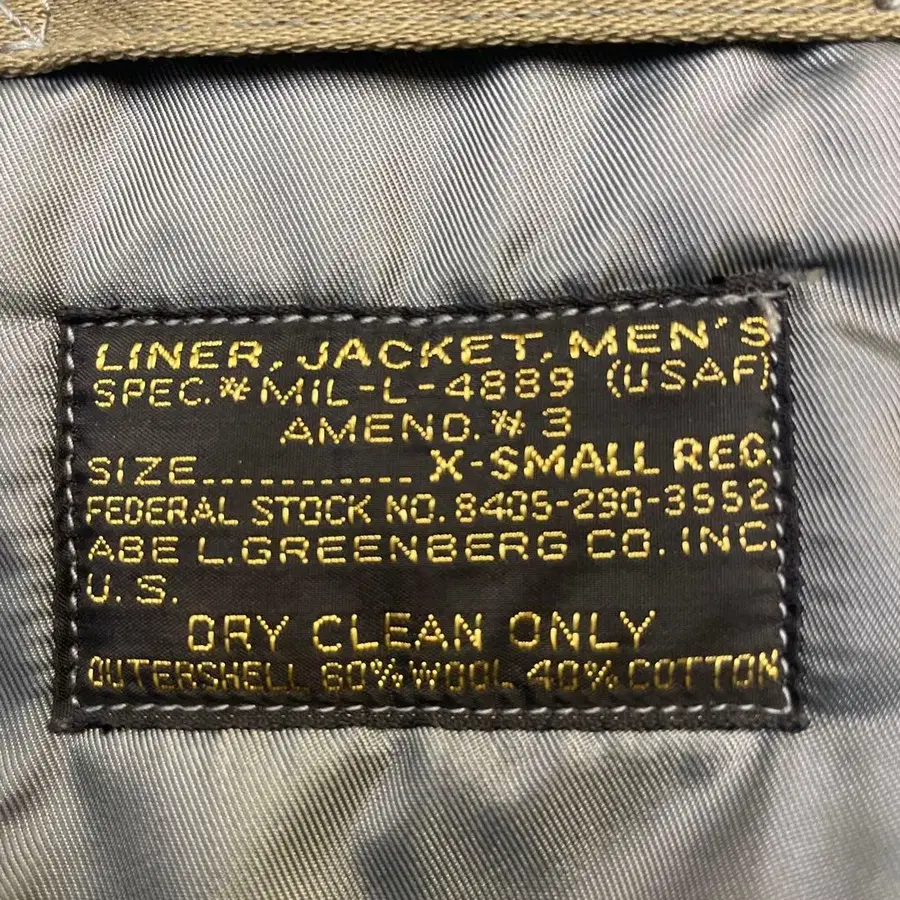 LINER, JACKET, MEN'S
SPEC.# MIL-L-4889 (USAF)
AMEND.#3
SIZE........... X-SMALL REG.
FEDERAL STOCK NO. 8405-290-3552
ABE L.GREENBERG CO. INC.
U.S.
DRY CLEAN ONLY
OUTERSHELL 60% WOOL 40% COTTON